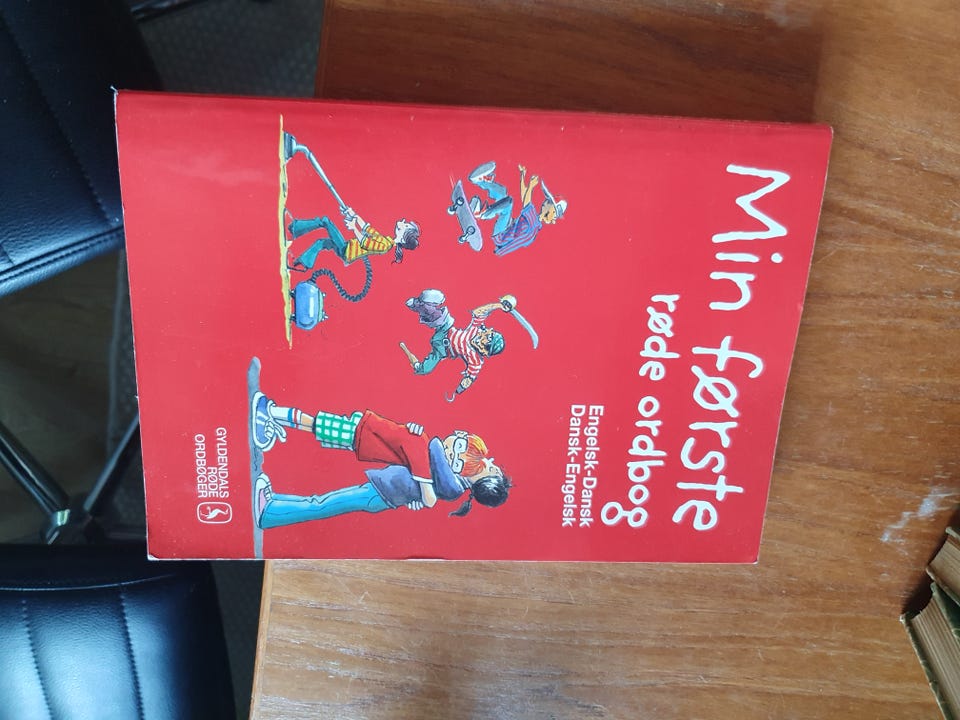 Min første
røde ordbog
Engelsk-Dansk
Dansk-Engelsk
GYLDENDALS
RØDE
ORDBØGER